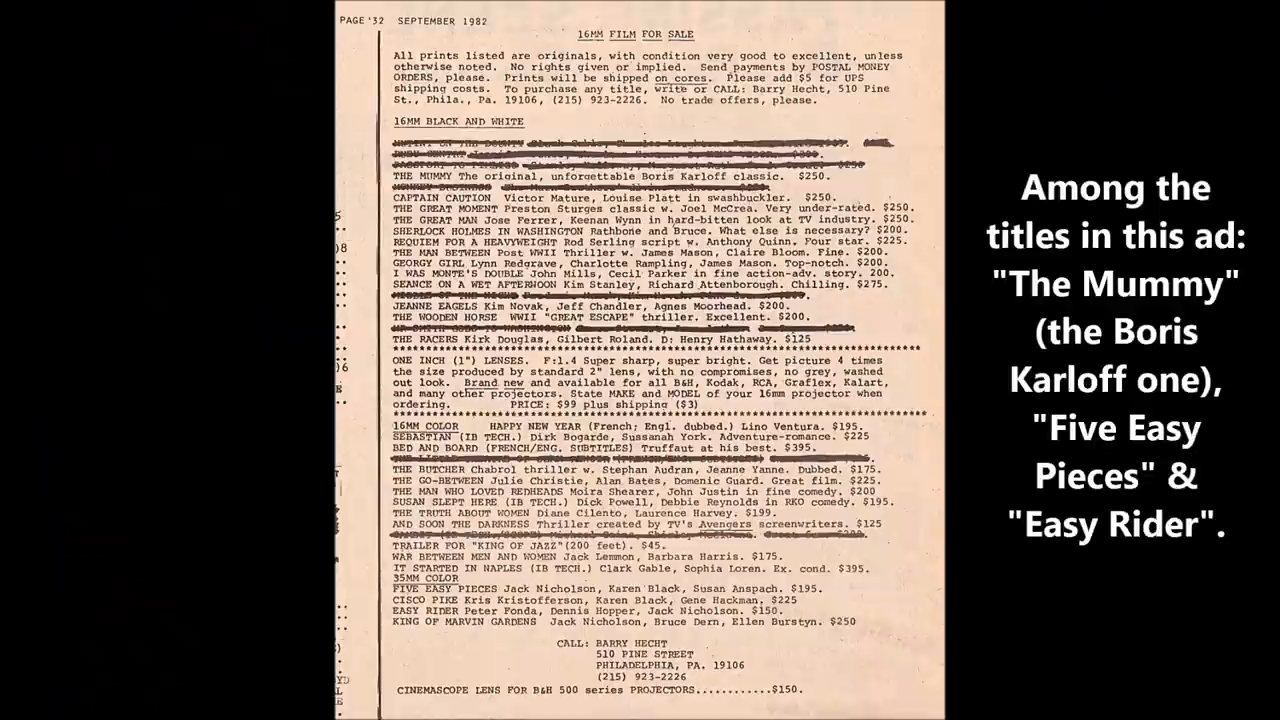 PAGE '32 SEPTEMBER 1982
16MM FILM FOR SALE
All prints listed are originals, with condition very good to excellent, unless
otherwise noted. No rights given or implied. Send payments by POSTAL MONEY
ORDERS, please. Prints will be shipped on cores. Please add $5 for UPS
shipping costs. To purchase any title, write or CALL: Barry Hecht, 510 Pine
St., Phila., Pa. 19106, (215) 923-2226. No trade offers, please.
16MM BLACK AND WHITE
THE MUMMY The original, unforgettable Boris Karloff classic. $250.
CAPTAIN CAUTION Victor Mature, Louise Platt in swashbuckler. $250.
THE GREAT MOMENT Preston Sturges classic w. Joel McCrea. Very under-rated. $250.
THE GREAT MAN Jose Ferrer, Keenan Wynn in hard-bitten look at TV industry. $250.
SHERLOCK HOLMES IN WASHINGTON Rathbone and Bruce. What else is necessary? $200.
REQUIEM FOR A HEAVYWEIGHT Rod Serling script w. Anthony Quinn. Four star. $225.
THE MAN BETWEEN Post WWII Thriller w. James Mason, Claire Bloom. Fine. $200.
GEORGY GIRL Lynn Redgrave, Charlotte Rampling, James Mason. Top-notch. $200.
I WAS MONTE'S DOUBLE John Mills, Cecil Parker in fine action-adv. story. 200.
SEANCE ON A WET AFTERNOON Kim Stanley, Richard Attenborough. Chilling. $275.
JEANNE EAGELS Kim Novak, Jeff Chandler, Agnes Moorhead. $200.
THE WOODEN HORSE WWII "GREAT ESCAPE" thriller. Excellent. $200.
THE RACERS Kirk Douglas, Gilbert Roland. D: Henry Hathaway. $125
ONE INCH (1") LENSES. F:1.4 Super sharp, super bright. Get picture 4 times
the size produced by standard 2" lens, with no compromises, no grey, washed
out look. Brand new and available for all B&H, Kodak, RCA, Graflex, Kalart,
and many other projectors. State MAKE and MODEL of your 16mm projector when
ordering. PRICE: $99 plus shipping ($3)
16MM COLOR HAPPY NEW YEAR (French; Engl. dubbed.) Lino Ventura. $195.
SEBASTIAN (IB TECH.) Dirk Bogarde, Sussanah York. Adventure-romance. $225
BED AND BOARD (FRENCH/ENG. SUBTITLES) Truffaut at his best. $395.
THE BUTCHER Chabrol thriller w. Stephan Audran, Jeanne Yanne. Dubbed. $175.
THE GO-BETWEEN Julie Christie, Alan Bates, Domenic Guard. Great film. $225.
THE MAN WHO LOVED REDHEADS Moira Shearer, John Justin in fine comedy. $200
SUSAN SLEPT HERE (IB TECH.) Dick Powell, Debbie Reynolds in RKO comedy. $195.
THE TRUTH ABOUT WOMEN Diane Cilento, Laurence Harvey. $199.
AND SOON THE DARKNESS Thriller created by TV's Avengers screenwriters. $125
TRAILER FOR "KING OF JAZZ"(200 feet). $45.
WAR BETWEEN MEN AND WOMEN Jack Lemmon, Barbara Harris. $175.
IT STARTED IN NAPLES (IB TECH.) Clark Gable, Sophia Loren. Ex. cond. $395.
35MM COLOR
FIVE EASY PIECES Jack Nicholson, Karen Black, Susan Anspach. $195.
CISCO PIKE Kris Kristofferson, Karen Black, Gene Hackman. $225
EASY RIDER Peter Fonda, Dennis Hopper, Jack Nicholson. $150.
KING OF MARVIN GARDENS Jack Nicholson, Bruce Dern, Ellen Burstyn. $250
CALL: BARRY HECHT
510 PINE STREET
PHILADELPHIA, PA. 19106
(215) 923-2226
CINEMASCOPE LENS FOR B&H 500 series PROJECTORS............$150.
Among the
titles in this ad:
"The Mummy"
(the Boris
Karloff one),
"Five Easy
Pieces" &
"Easy Rider".